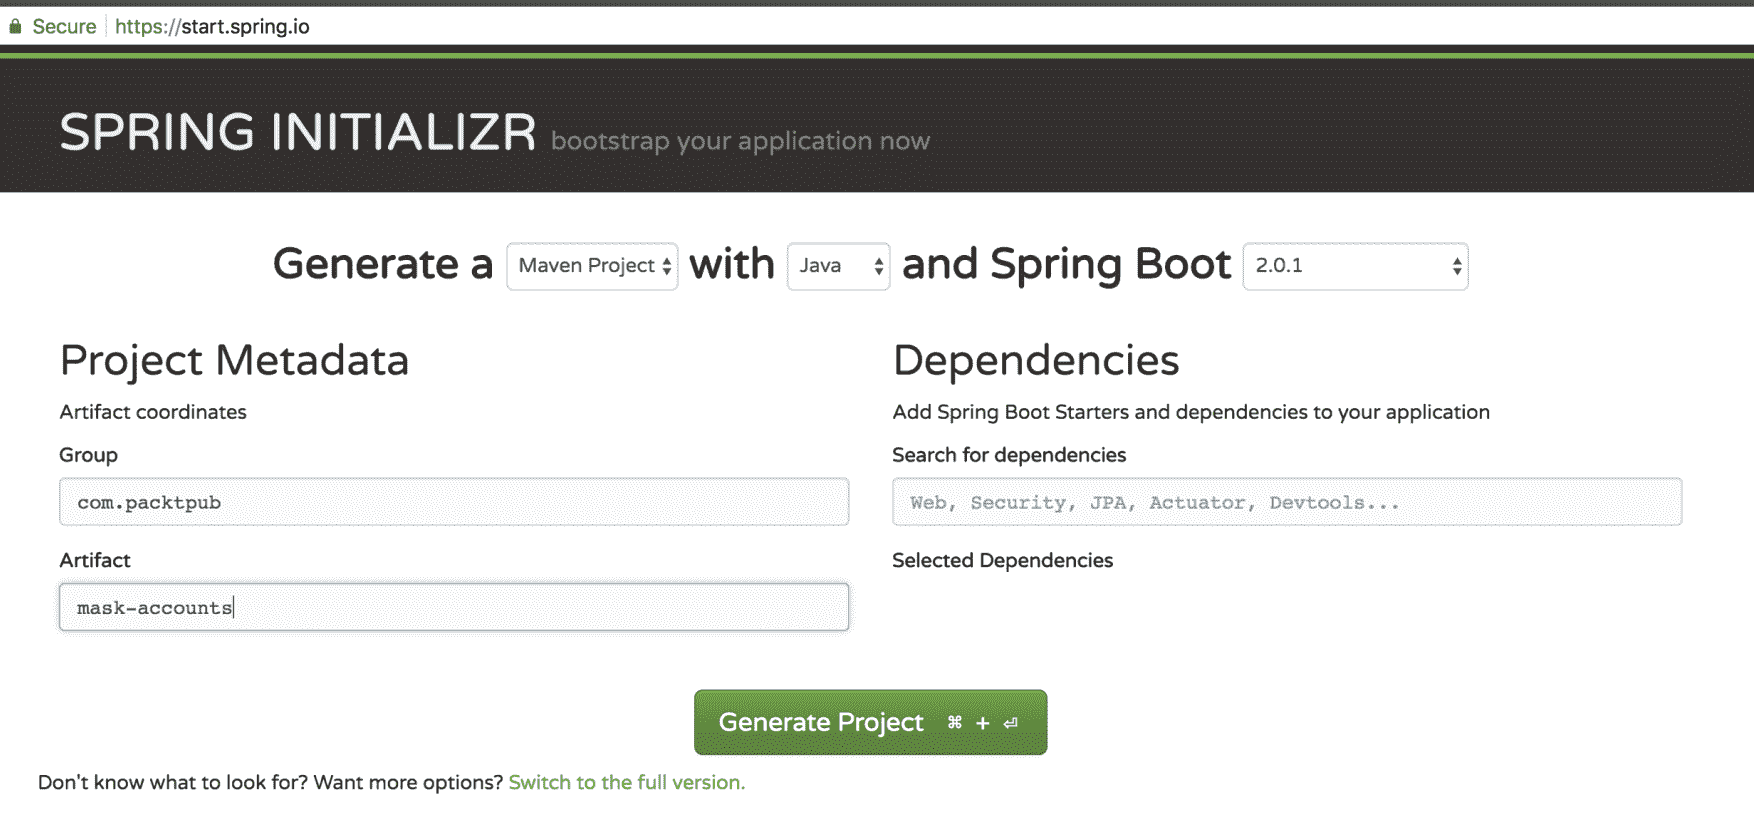 Secure https://start.spring.io
SPRING INITIALIZR bootstrap your application now
Generate a Maven Project with Java and Spring Boot 2.0.1
Project Metadata
Artifact coordinates
Group
com.packtpub
Artifact
mask-accounts
Dependencies
Add Spring Boot Starters and dependencies to your application
Search for dependencies
Web, Security, JPA, Actuator, Devtools...
Selected Dependencies
Generate Project ⌘ + ⏎
Don't know what to look for? Want more options? Switch to the full version.